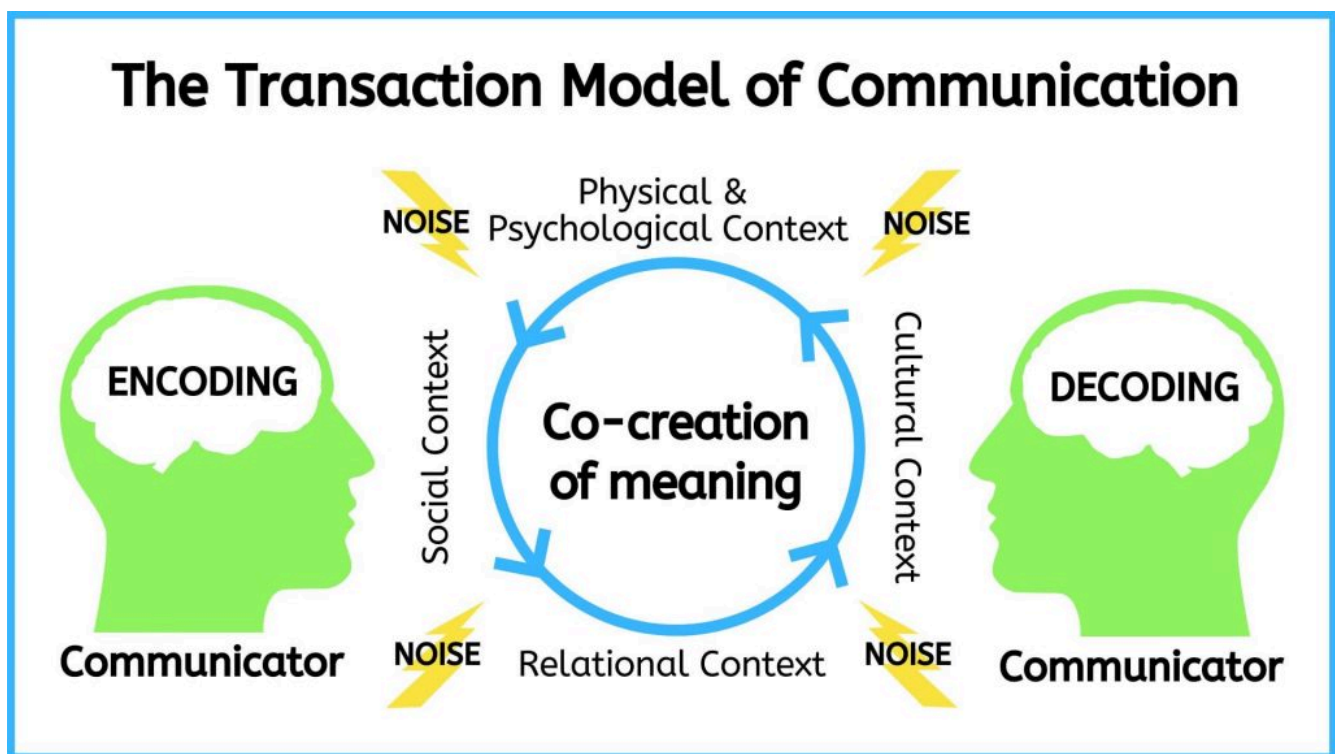 The Transaction Model of Communication
NOISE
Physical &
Psychological Context
NOISE
ENCODING
Social Context
Co-creation
of meaning
Cultural Context
DECODING
Communicator
NOISE
Relational Context
NOISE
Communicator